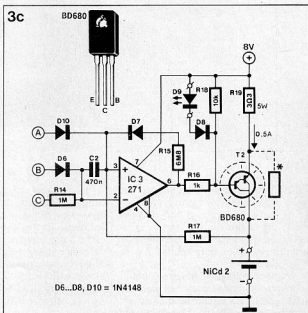 3c
BD680
E
C
B
8V
D9
R18
10k
R19
3Ω3
5W
A
D10
D7
D8
0.5A
B
D6
C2
470n
R15
6M8
T2
*
C
R14
1M
3
7
IC 3
271
6
2
4
8
R16
1k
BD680
R17
1M
NiCd 2
D6...D8, D10 = 1N4148